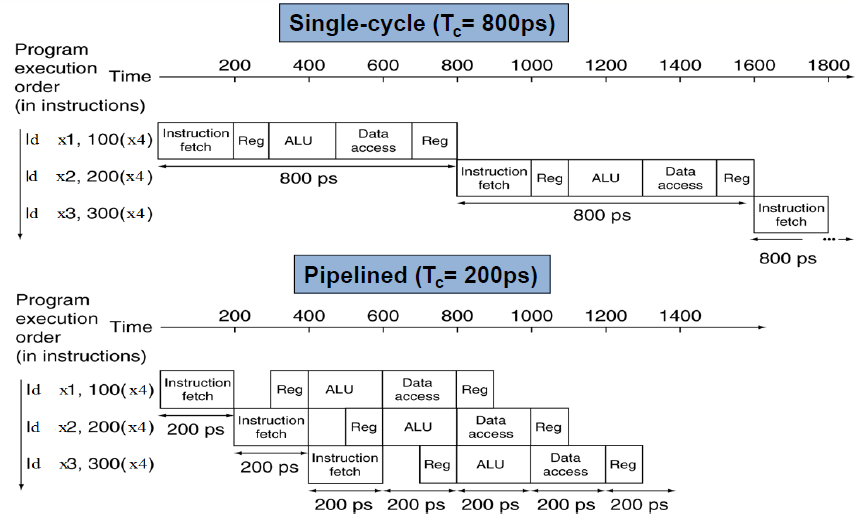 Single-cycle (Tc= 800ps)
Program
execution
order
(in instructions)
Time
200 400 600 800 1000 1200 1400 1600 1800
ld x1, 100(x4)
Instruction
fetch
Reg
ALU
Data
access
Reg
800 ps
ld x2, 200(x4)
Instruction
fetch
Reg
ALU
Data
access
Reg
800 ps
ld x3, 300(x4)
Instruction
fetch
...
800 ps
Pipelined (Tc= 200ps)
Program
execution
order
(in instructions)
Time
200 400 600 800 1000 1200 1400
ld x1, 100(x4)
Instruction
fetch
Reg
ALU
Data
access
Reg
200 ps
ld x2, 200(x4)
Instruction
fetch
Reg
ALU
Data
access
Reg
200 ps
ld x3, 300(x4)
Instruction
fetch
Reg
ALU
Data
access
Reg
200 ps 200 ps 200 ps 200 ps 200 ps